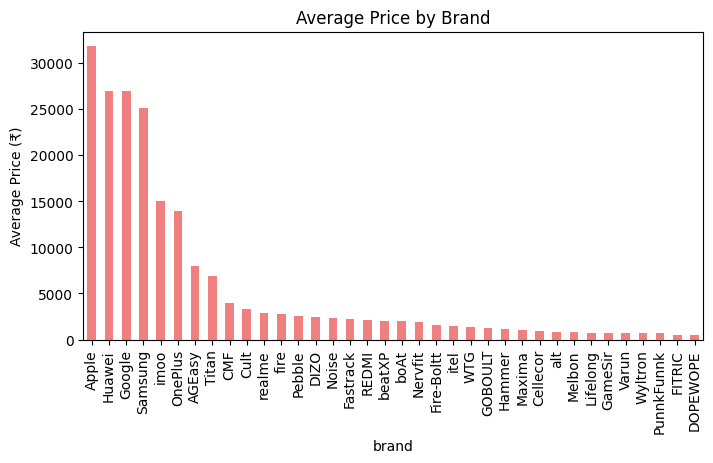 Average Price by Brand
Average Price (₹)
30000
25000
20000
15000
10000
5000
0
Apple
Huawei
Google
Samsung
imoo
OnePlus
AGEasy
Titan
CMF
Cult
realme
fire
Pebble
DIZO
Noise
Fastrack
REDMI
beatXP
boAt
Nervfit
Fire-Boltt
itel
WTG
GOBOULT
Hammer
Maxima
Cellecor
alt
Melbon
Lifelong
GameSir
Varun
Wyltron
PunnkFunnk
FITRIC
DOPEWOPE
brand